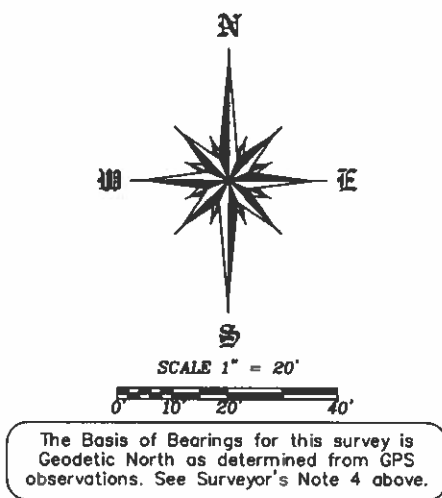 N
W E
S
SCALE 1" = 20'
0' 10' 20' 40'
The Basis of Bearings for this survey is
Geodetic North as determined from GPS
observations. See Surveyor's Note 4 above.